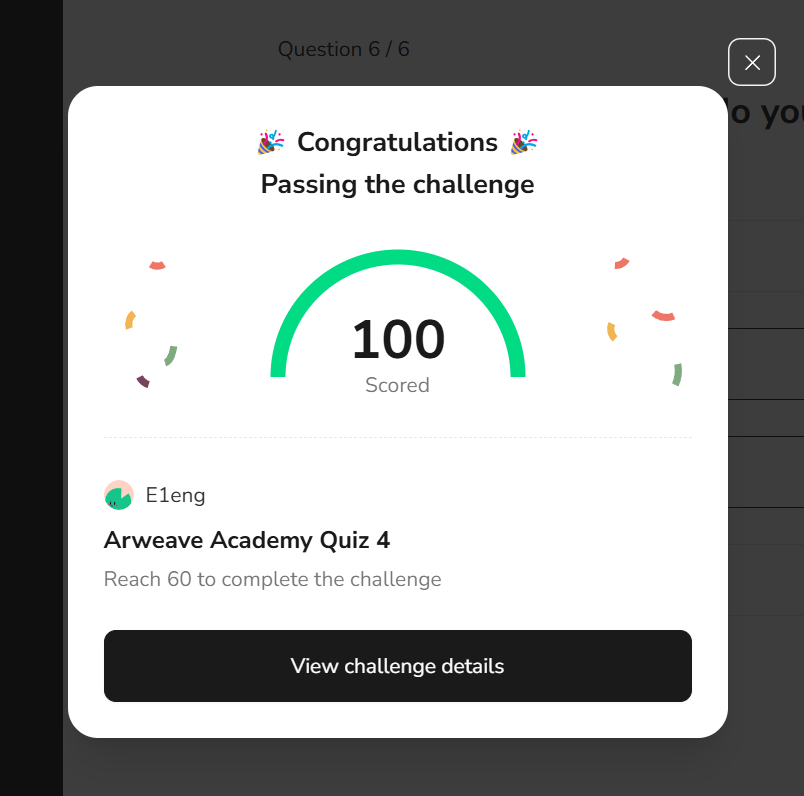 Question 6 / 6
🎉 Congratulations 🎉
Passing the challenge
100
Scored
E1eng
Arweave Academy Quiz 4
Reach 60 to complete the challenge
View challenge details